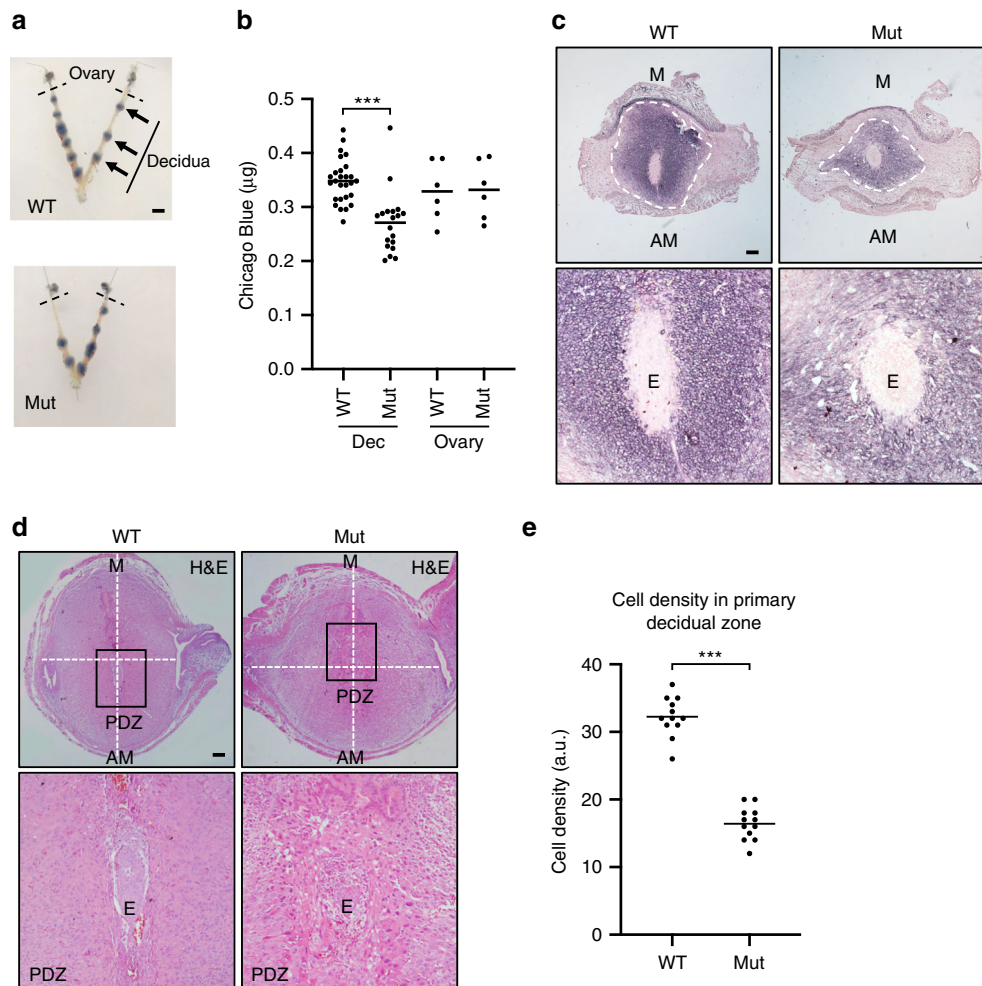 a
Ovary
Decidua
WT
Mut
b
***
Chicago Blue (µg)
0.5
0.4
0.3
0.2
0.1
0.0
WT
Mut
WT
Mut
Dec
Ovary
c
WT
Mut
M
M
AM
AM
E
E
d
WT
Mut
M
H&E
M
H&E
PDZ
PDZ
AM
AM
E
E
PDZ
PDZ
e
Cell density in primary
decidual zone
***
Cell density (a.u.)
40
30
20
10
0
WT
Mut